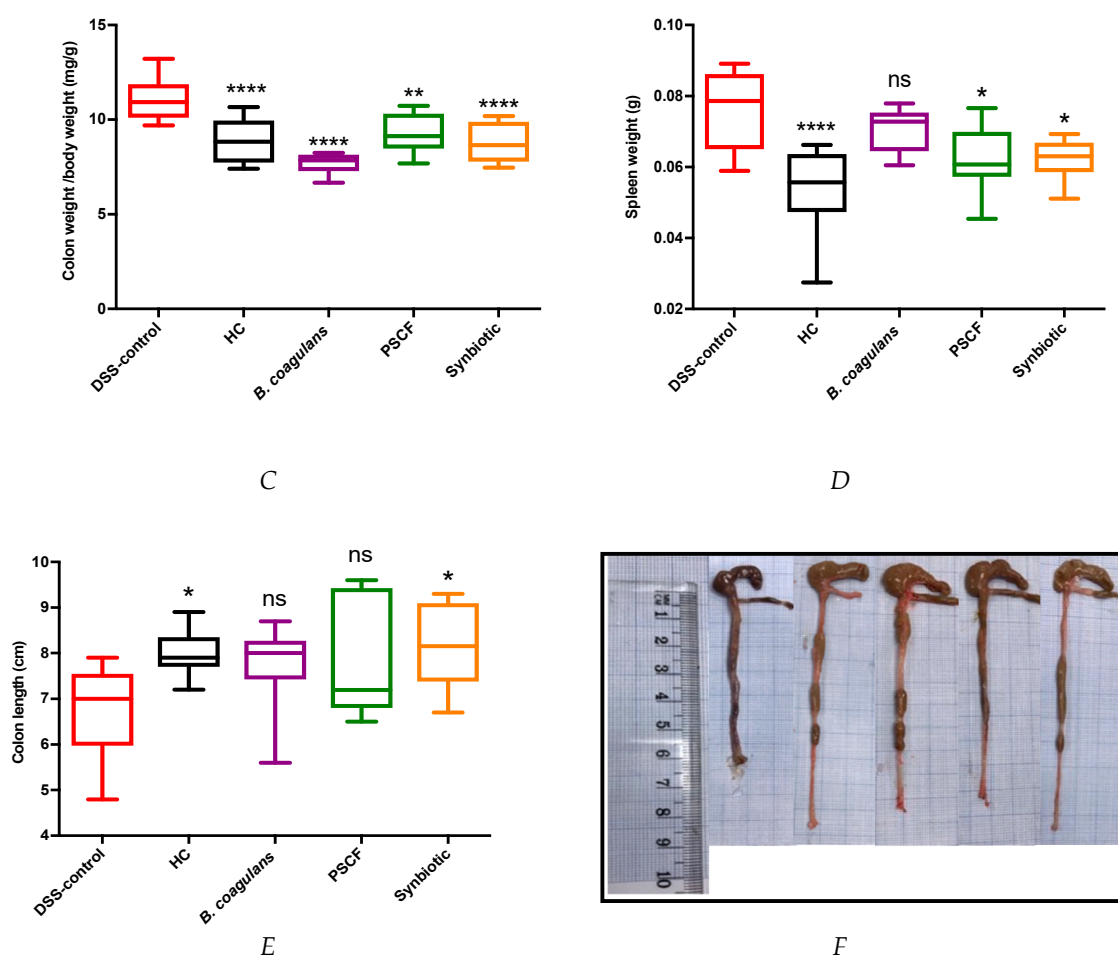 Colon weight /body weight (mg/g)
15
10
5
0
****
****
**
****
DSS-control
HC
B. coagulans
PSCF
Synbiotic
C
Spleen weight (g)
0.10
0.08
0.06
0.04
0.02
****
ns
*
*
DSS-control
HC
B. coagulans
PSCF
Synbiotic
D
Colon length (cm)
10
9
8
7
6
5
4
*
ns
ns
*
DSS-control
HC
B. coagulans
PSCF
Synbiotic
E
1
2
3
4
5
6
7
8
9
10
F